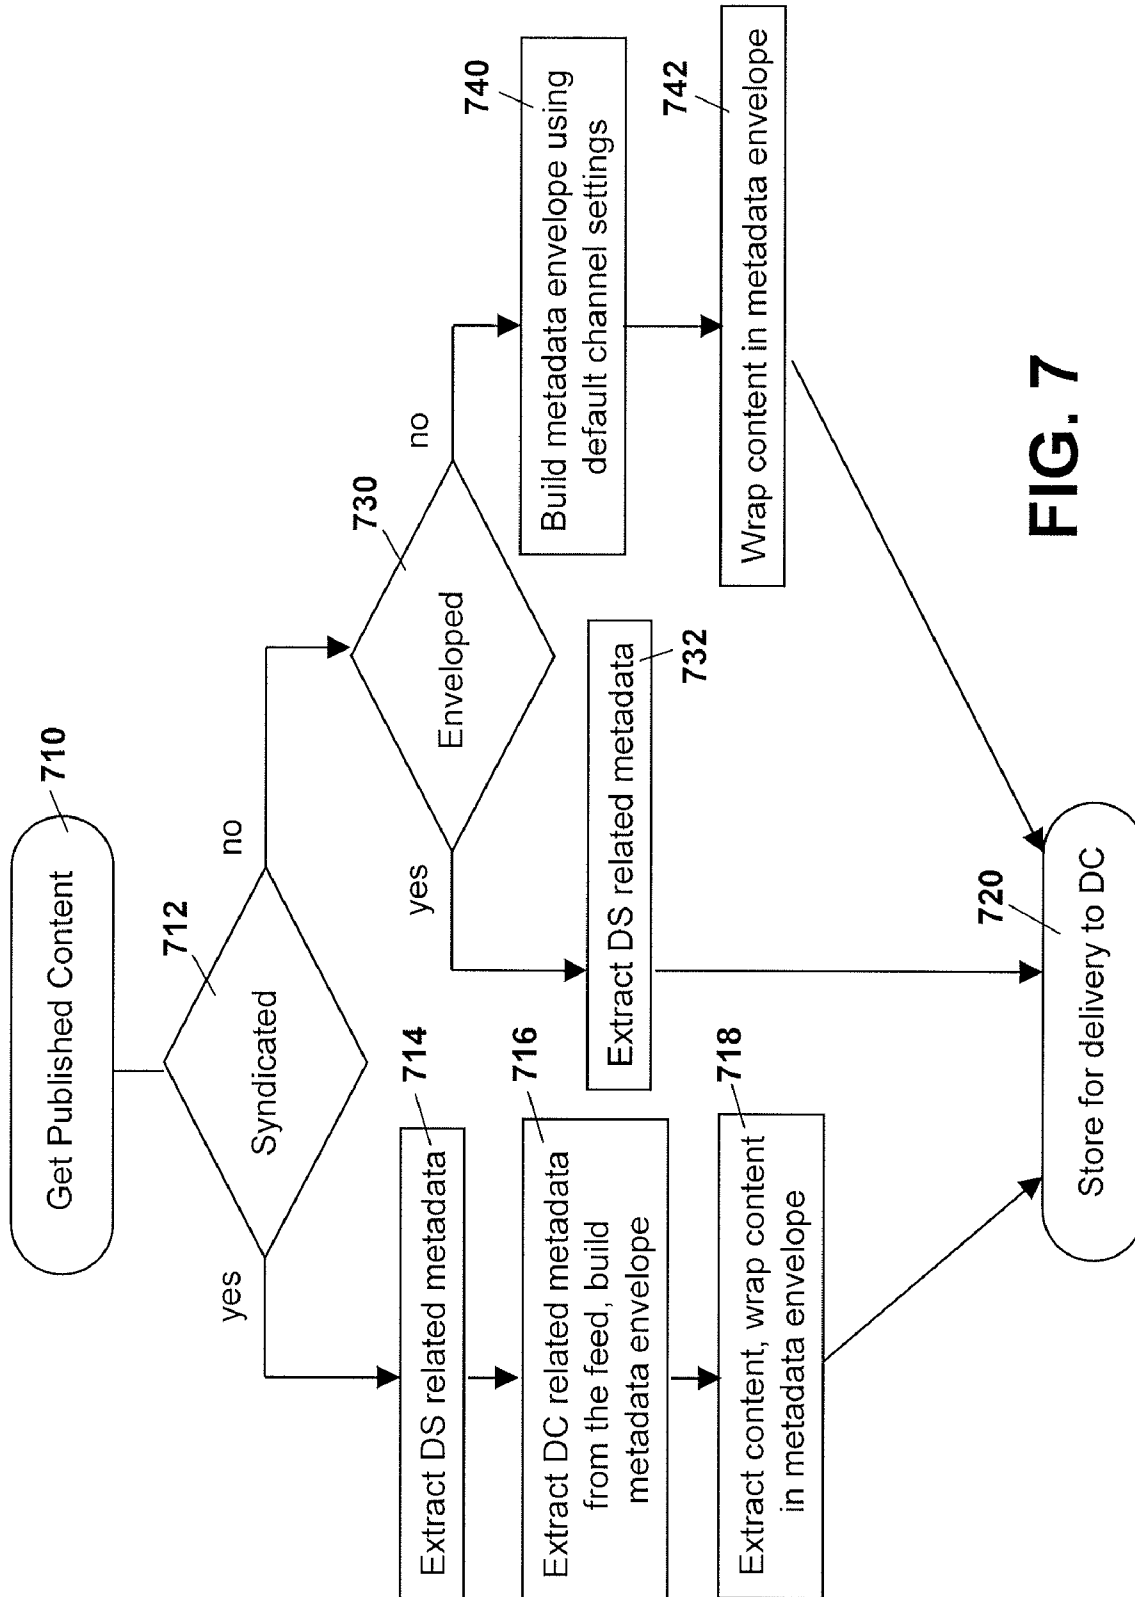 710
Get Published Content
712
Syndicated
yes
no
714
Extract DS related metadata
716
Extract DC related metadata
from the feed, build
metadata envelope
718
Extract content, wrap content
in metadata envelope
730
Enveloped
yes
no
Extract DS related metadata
732
740
Build metadata envelope using
default channel settings
742
Wrap content in metadata envelope
720
Store for delivery to DC
FIG. 7